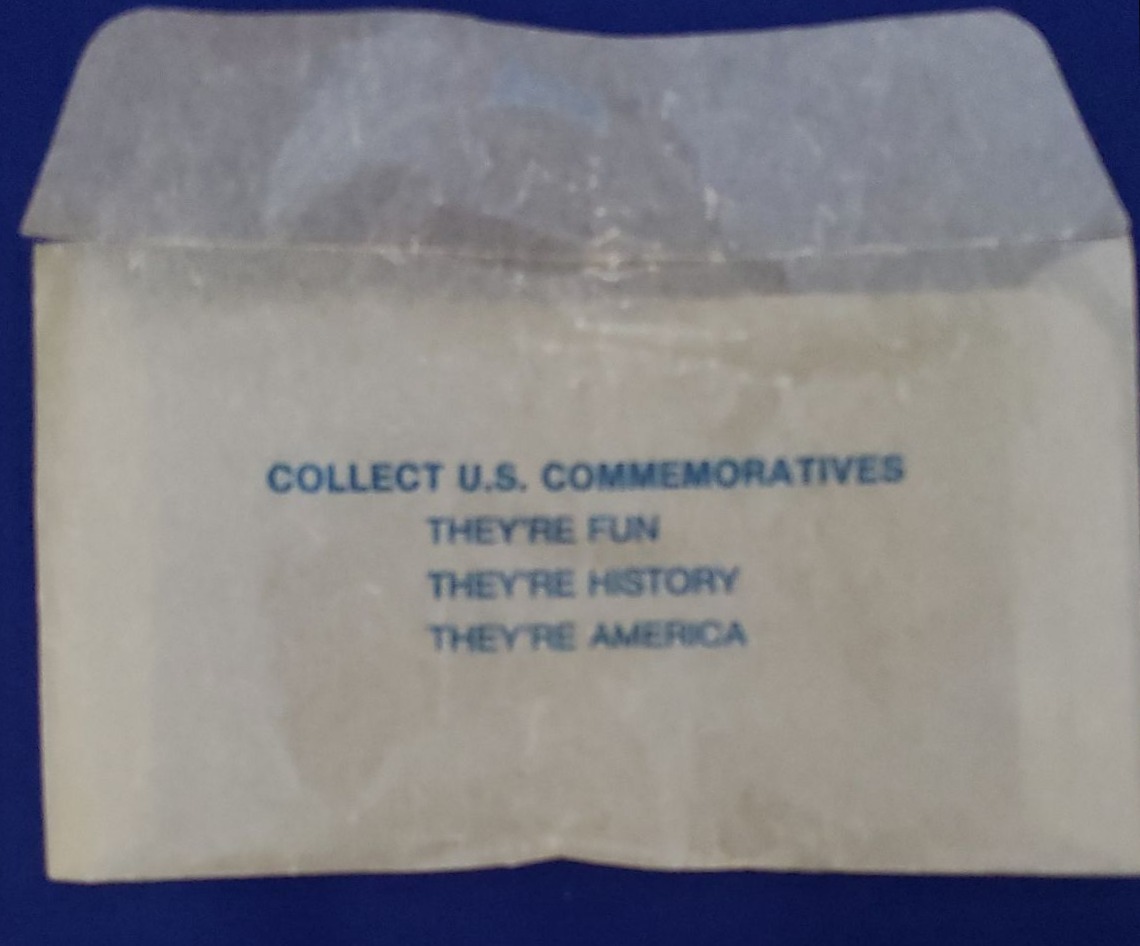 COLLECT U.S. COMMEMORATIVES
THEY'RE FUN
THEY'RE HISTORY
THEY'RE AMERICA